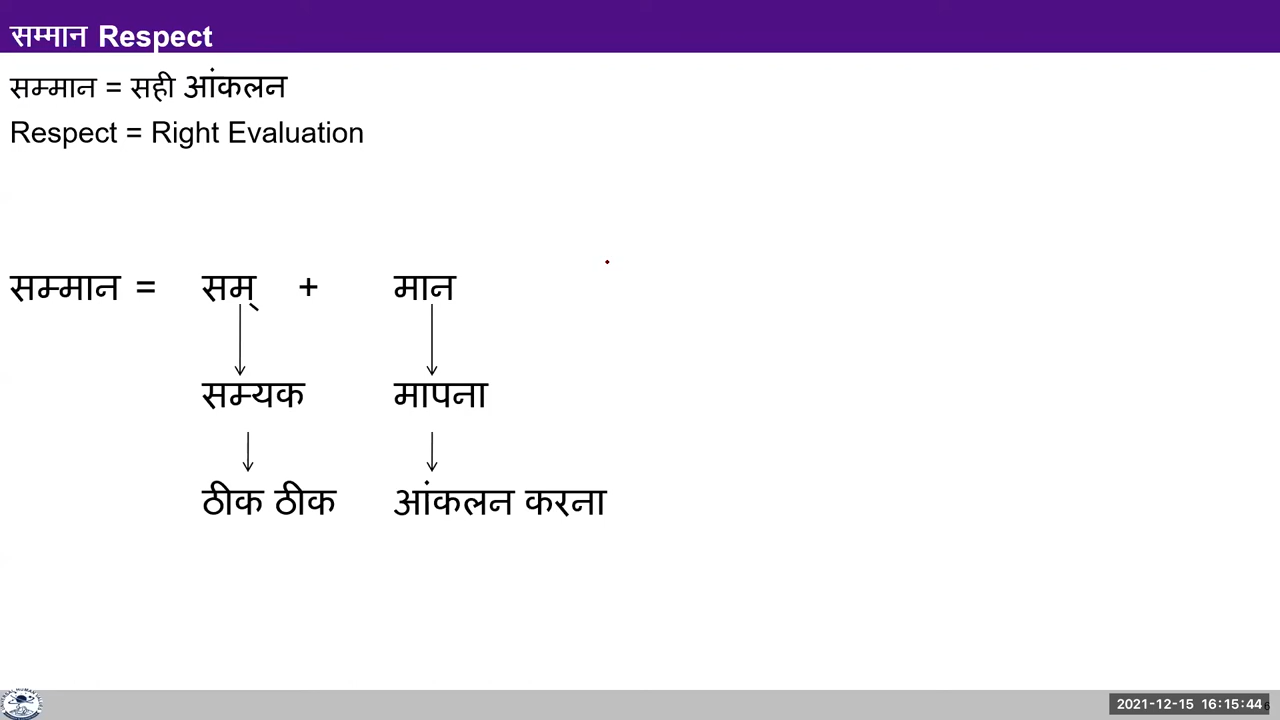 सम्मान Respect
सम्मान = सही आंकलन
Respect = Right Evaluation
सम्मान = सम् + मान
सम्यक मापना
ठीक ठीक आंकलन करना
2021-12-15 16:15:44
6